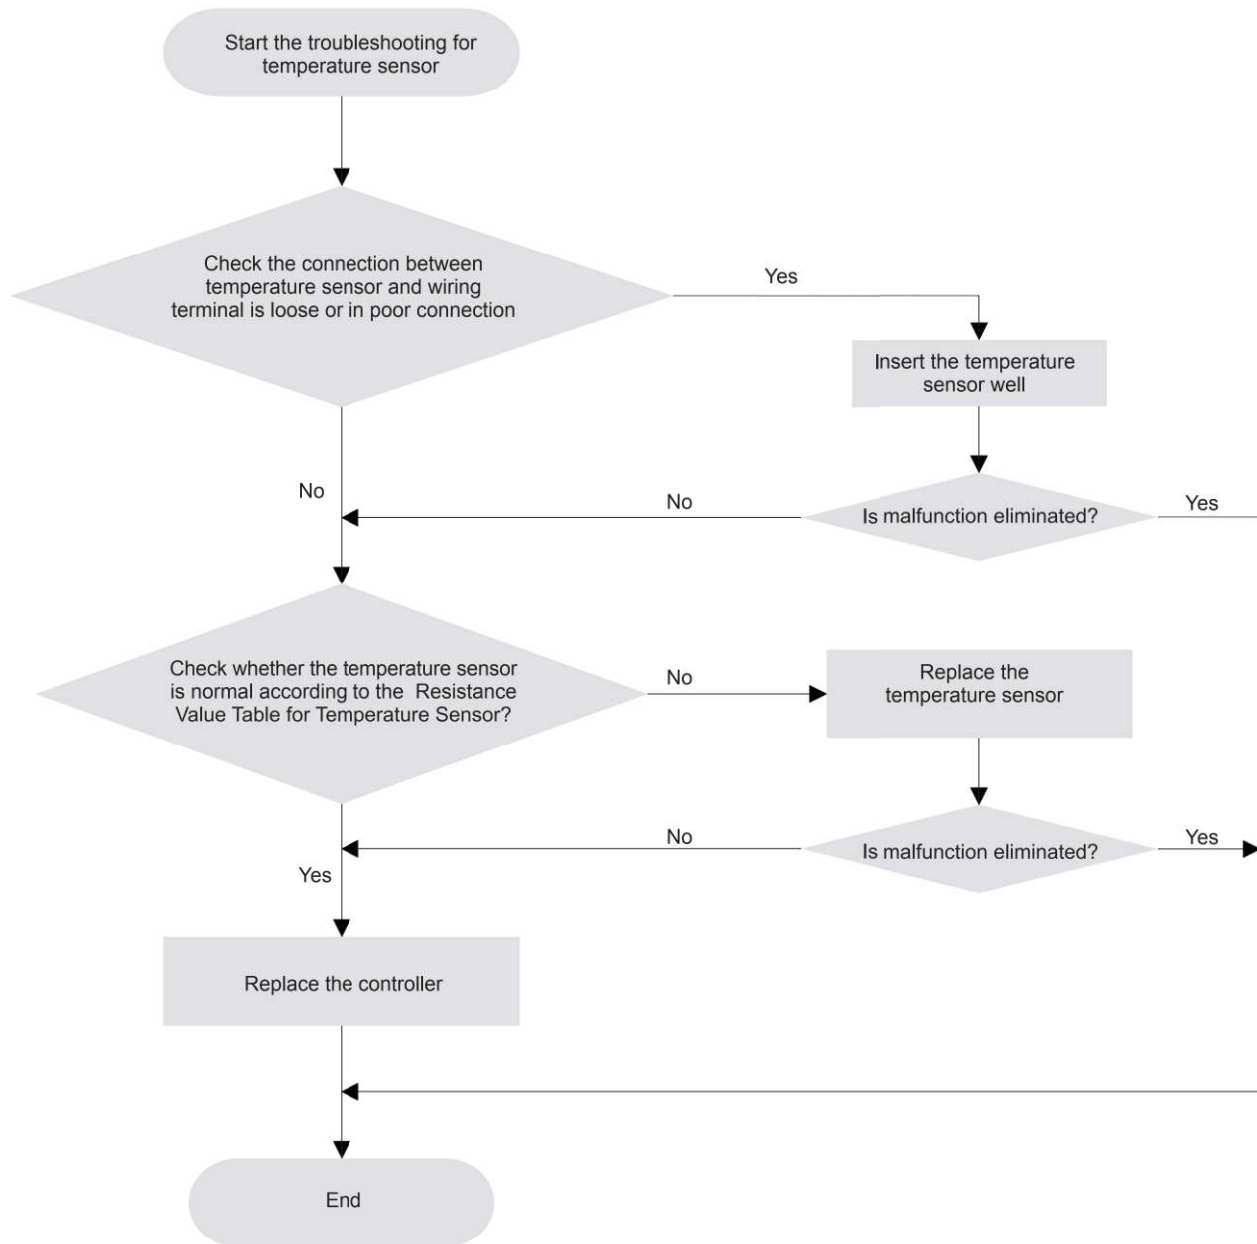 Start the troubleshooting for
temperature sensor
Check the connection between
temperature sensor and wiring
terminal is loose or in poor connection
Yes
Insert the temperature
sensor well
No
No
Is malfunction eliminated?
Yes
Check whether the temperature sensor
is normal according to the Resistance
Value Table for Temperature Sensor?
No
Replace the
temperature sensor
No
Is malfunction eliminated?
Yes
Yes
Replace the controller
End